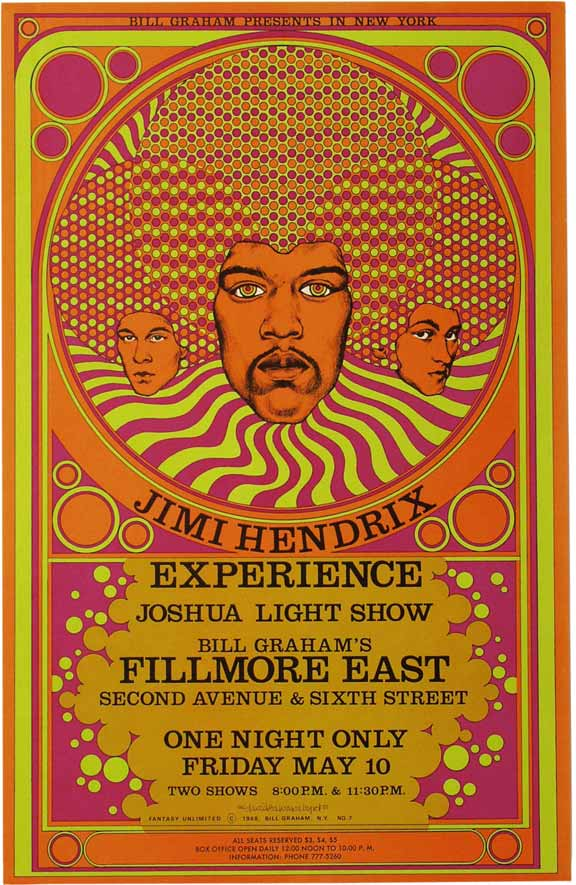 BILL GRAHAM PRESENTS IN NEW YORK
JIMI HENDRIX
EXPERIENCE
JOSHUA LIGHT SHOW
BILL GRAHAM'S
FILLMORE EAST
SECOND AVENUE & SIXTH STREET
ONE NIGHT ONLY
FRIDAY MAY 10
TWO SHOWS 8:00 P.M. & 11:30 P.M.
FANTASY UNLIMITED © 1968, BILL GRAHAM, N.Y. NO. 7
ALL SEATS RESERVED $3, $4, $5
BOX OFFICE OPEN DAILY 12:00 NOON TO 10:00 P. M.
INFORMATION: PHONE 777-5260